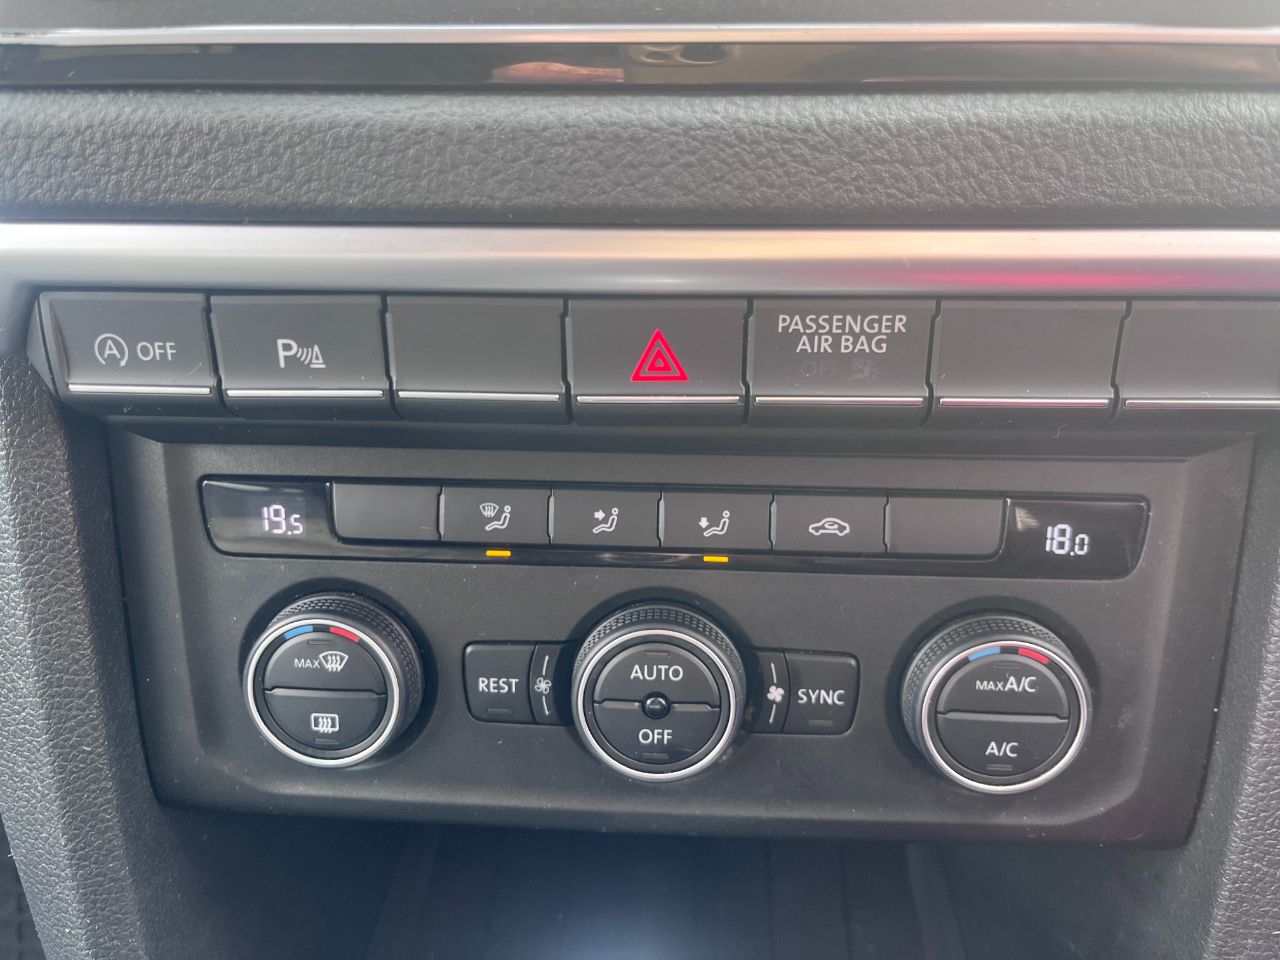 A OFF
P
PASSENGER
AIR BAG
OFF
19.5
18.0
MAX
REST
AUTO
OFF
SYNC
MAX A/C
A/C